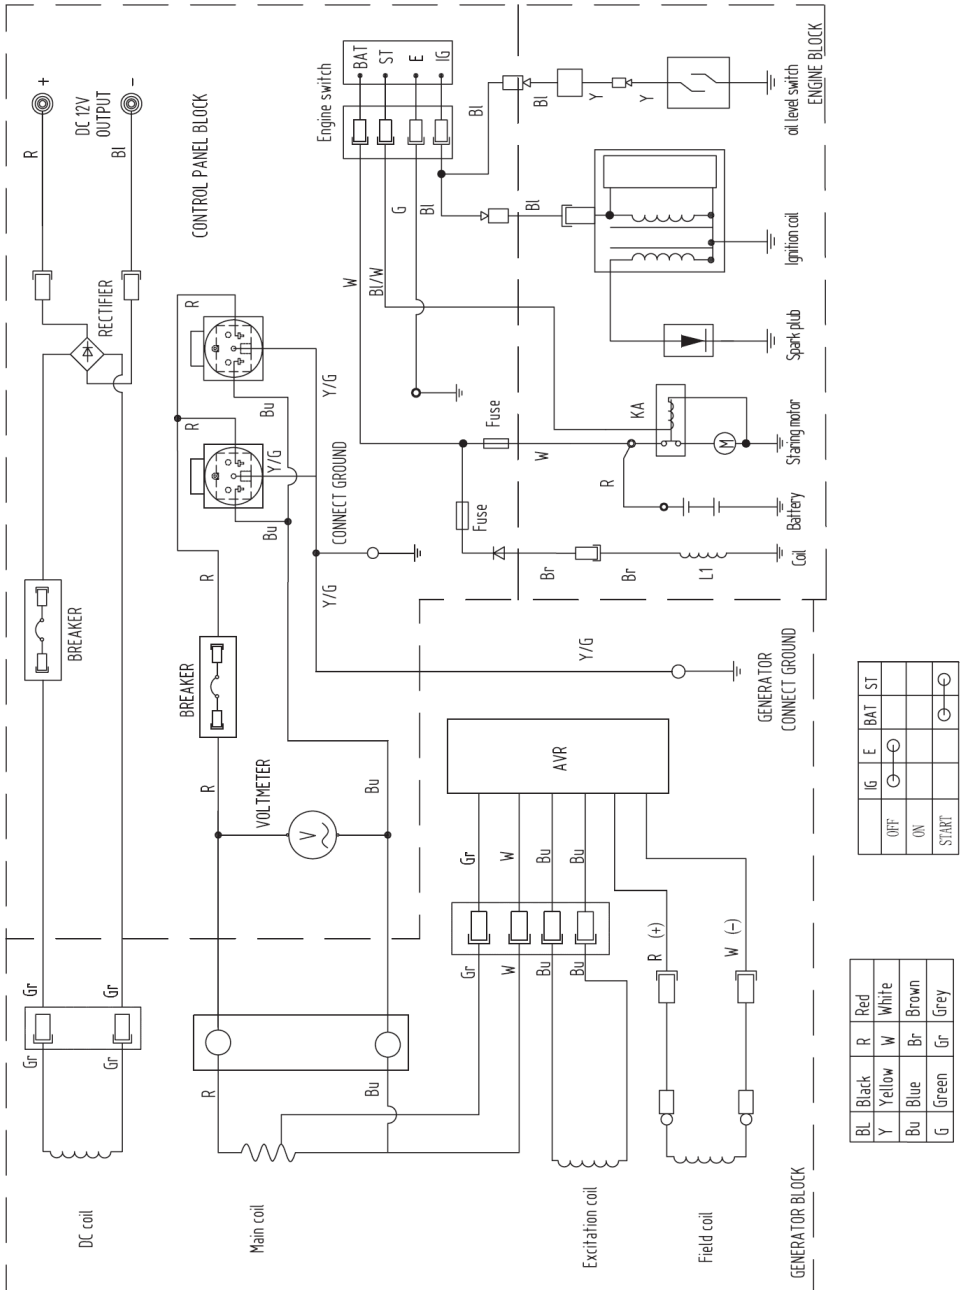 DC coil
Gr
Gr
Gr
Gr
BREAKER
RECTIFIER
R
Bl
DC 12V
OUTPUT
+
−
CONTROL PANEL BLOCK
Main coil
R
Bu
R
Bu
VOLTMETER
V
BREAKER
R
R
R
Bu
Bu
Y/G
Y/G
Y/G
CONNECT GROUND
Engine switch
BAT
ST
E
IG
W
Bl/W
G
Bl
Bl
Fuse
Fuse
W
Excitation coil
Gr
W
Bu
Bu
Gr
W
Bu
Bu
AVR
Field coil
R (+)
W (−)
Y/G
GENERATOR
CONNECT GROUND
GENERATOR BLOCK
Br
Br
L1
R
KA
M
Bl
Bl
Y
Y
Coil
Battery
Staring motor
Spark plub
Ignition coil
oil level switch
ENGINE BLOCK
BL Black R Red
Y Yellow W White
Bu Blue Br Brown
G Green Gr Grey
IG E BAT ST
OFF
ON
START